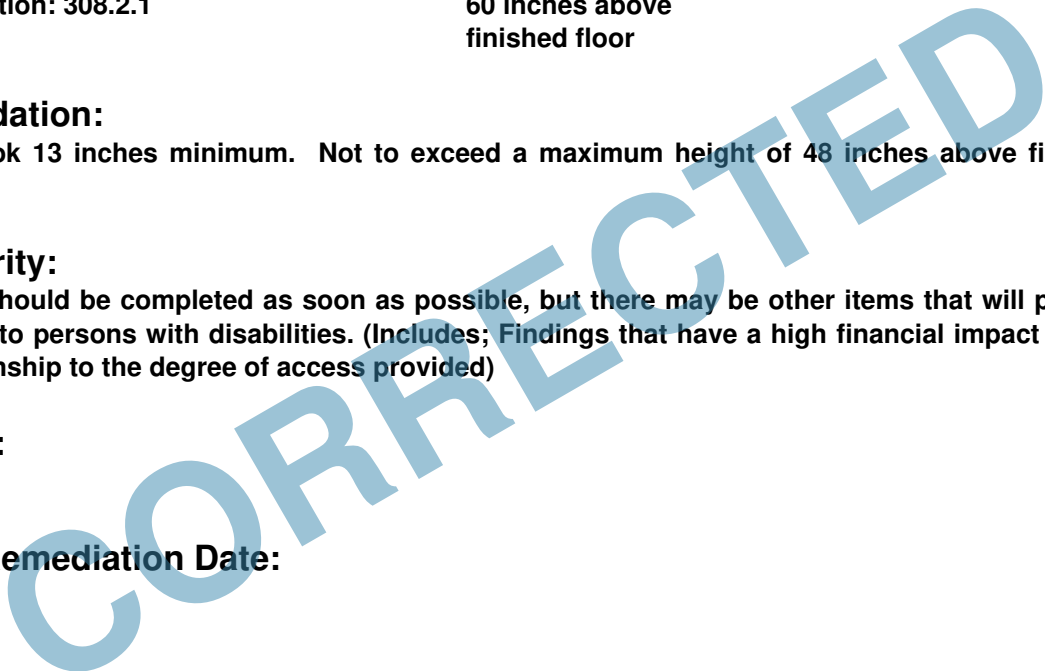 tion: 308.2.1 60 inches above
finished floor
dation:
ok 13 inches minimum. Not to exceed a maximum height of 48 inches above fi
rity:
hould be completed as soon as possible, but there may be other items that will p
to persons with disabilities. (Includes; Findings that have a high financial impact
nship to the degree of access provided)
:
emediation Date:
CORRECTED